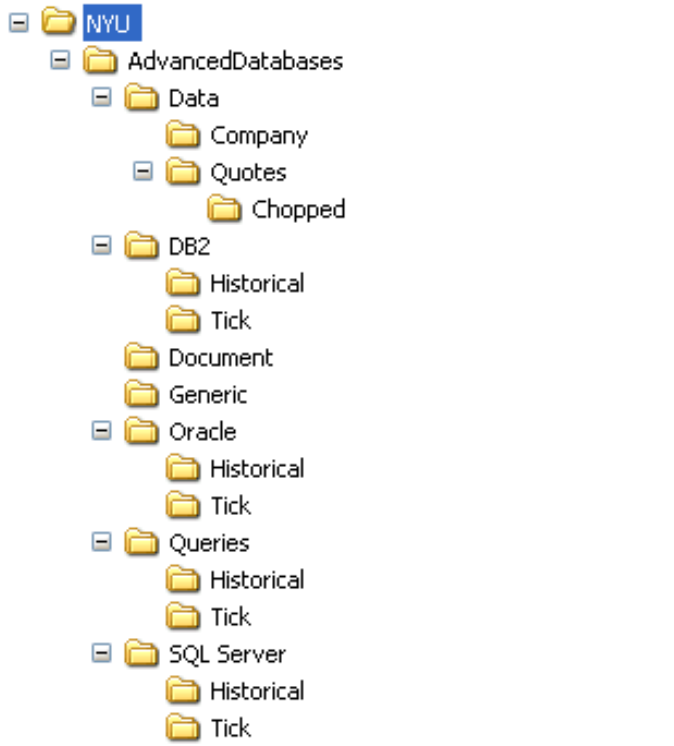 NYU
AdvancedDatabases
Data
Company
Quotes
Chopped
DB2
Historical
Tick
Document
Generic
Oracle
Historical
Tick
Queries
Historical
Tick
SQL Server
Historical
Tick